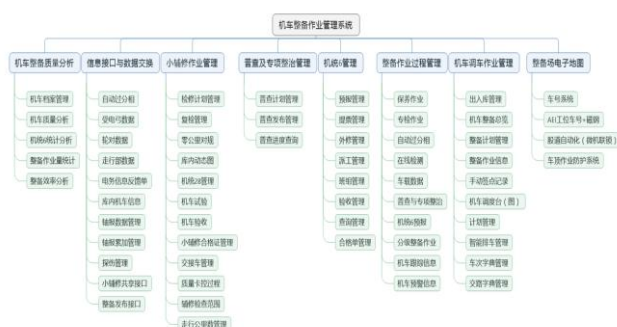 机车整备作业管理系统
机车整备质量分析
机车档案管理
机车质量分析
机统6统计分析
整备作业量统计
整备效率分析
信息接口与数据交换
自动过分相
受电弓数据
轮对数据
走行部数据
电务信息反馈单
库内机车信息
轴报数据管理
轴报累加管理
探伤管理
小辅修共享接口
整备发布接口
小辅修作业管理
检修计划管理
复检管理
零公里对规
库内动态图
机统28管理
机车试验
机车验收
小辅修合格证管理
交接车管理
质量卡控过程
辅修检查范围
走行公里数管理
普查及专项整治管理
普查计划管理
普查发布管理
普查进度查询
机统6管理
预报管理
提票管理
外修管理
派工管理
班组管理
验收管理
查询管理
合格单管理
整备作业过程管理
保养作业
专检作业
自动过分相
在线检测
车载数据
普查与专项整治
机统6预报
分级整备作业
机车跟踪信息
机车预警信息
机车调车作业管理
出入库管理
机车整备总览
整备计划管理
整备作业信息
手动签点记录
机车调度台（图）
计划管理
智能排车管理
车次字典管理
交路字典管理
整备场电子地图
车号系统
AEI工位车号+磁钢
股道自动化（微机联锁）
车顶作业防护系统